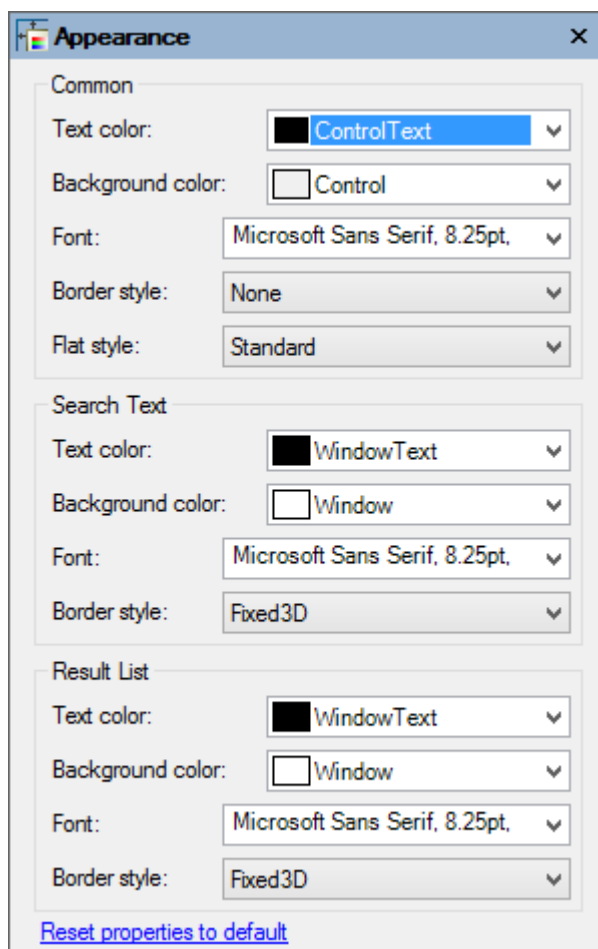 Appearance
Common
Text color: ControlText
Background color: Control
Font: Microsoft Sans Serif, 8.25pt,
Border style: None
Flat style: Standard
Search Text
Text color: WindowText
Background color: Window
Font: Microsoft Sans Serif, 8.25pt,
Border style: Fixed3D
Result List
Text color: WindowText
Background color: Window
Font: Microsoft Sans Serif, 8.25pt,
Border style: Fixed3D
Reset properties to default